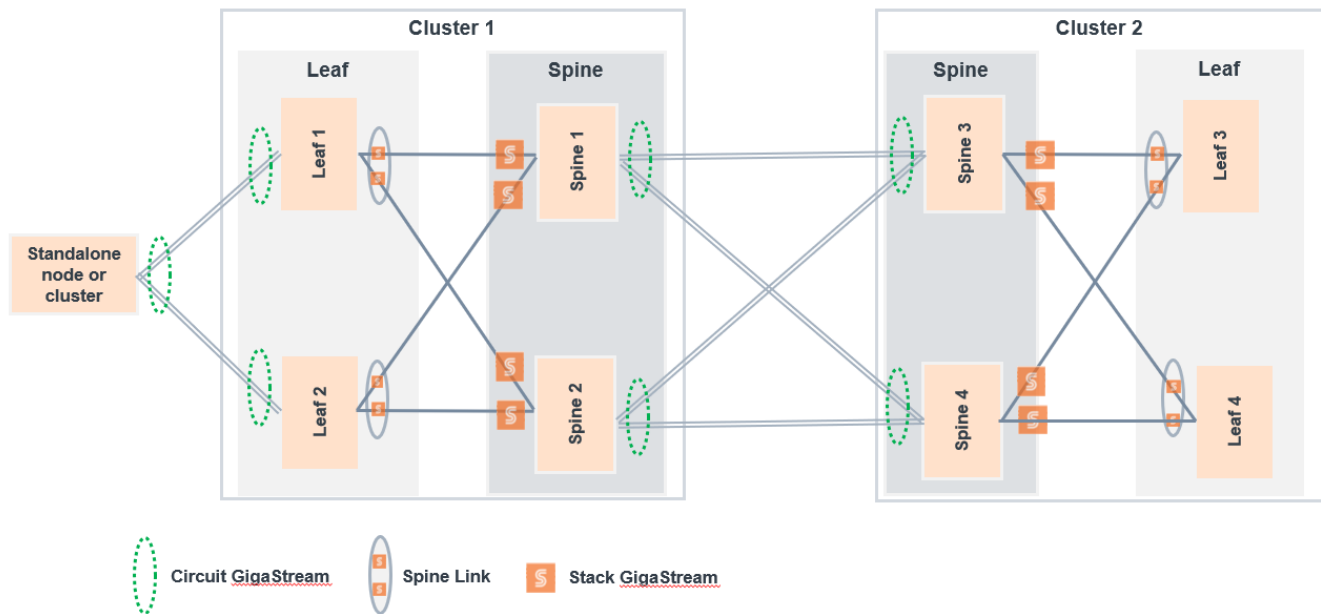 Cluster 1
Cluster 2
Leaf
Spine
Spine
Leaf
Leaf 1
Spine 1
Spine 3
Leaf 3
Standalone
node or
cluster
Leaf 2
Spine 2
Spine 4
Leaf 4
Circuit GigaStream
Spine Link
Stack GigaStream